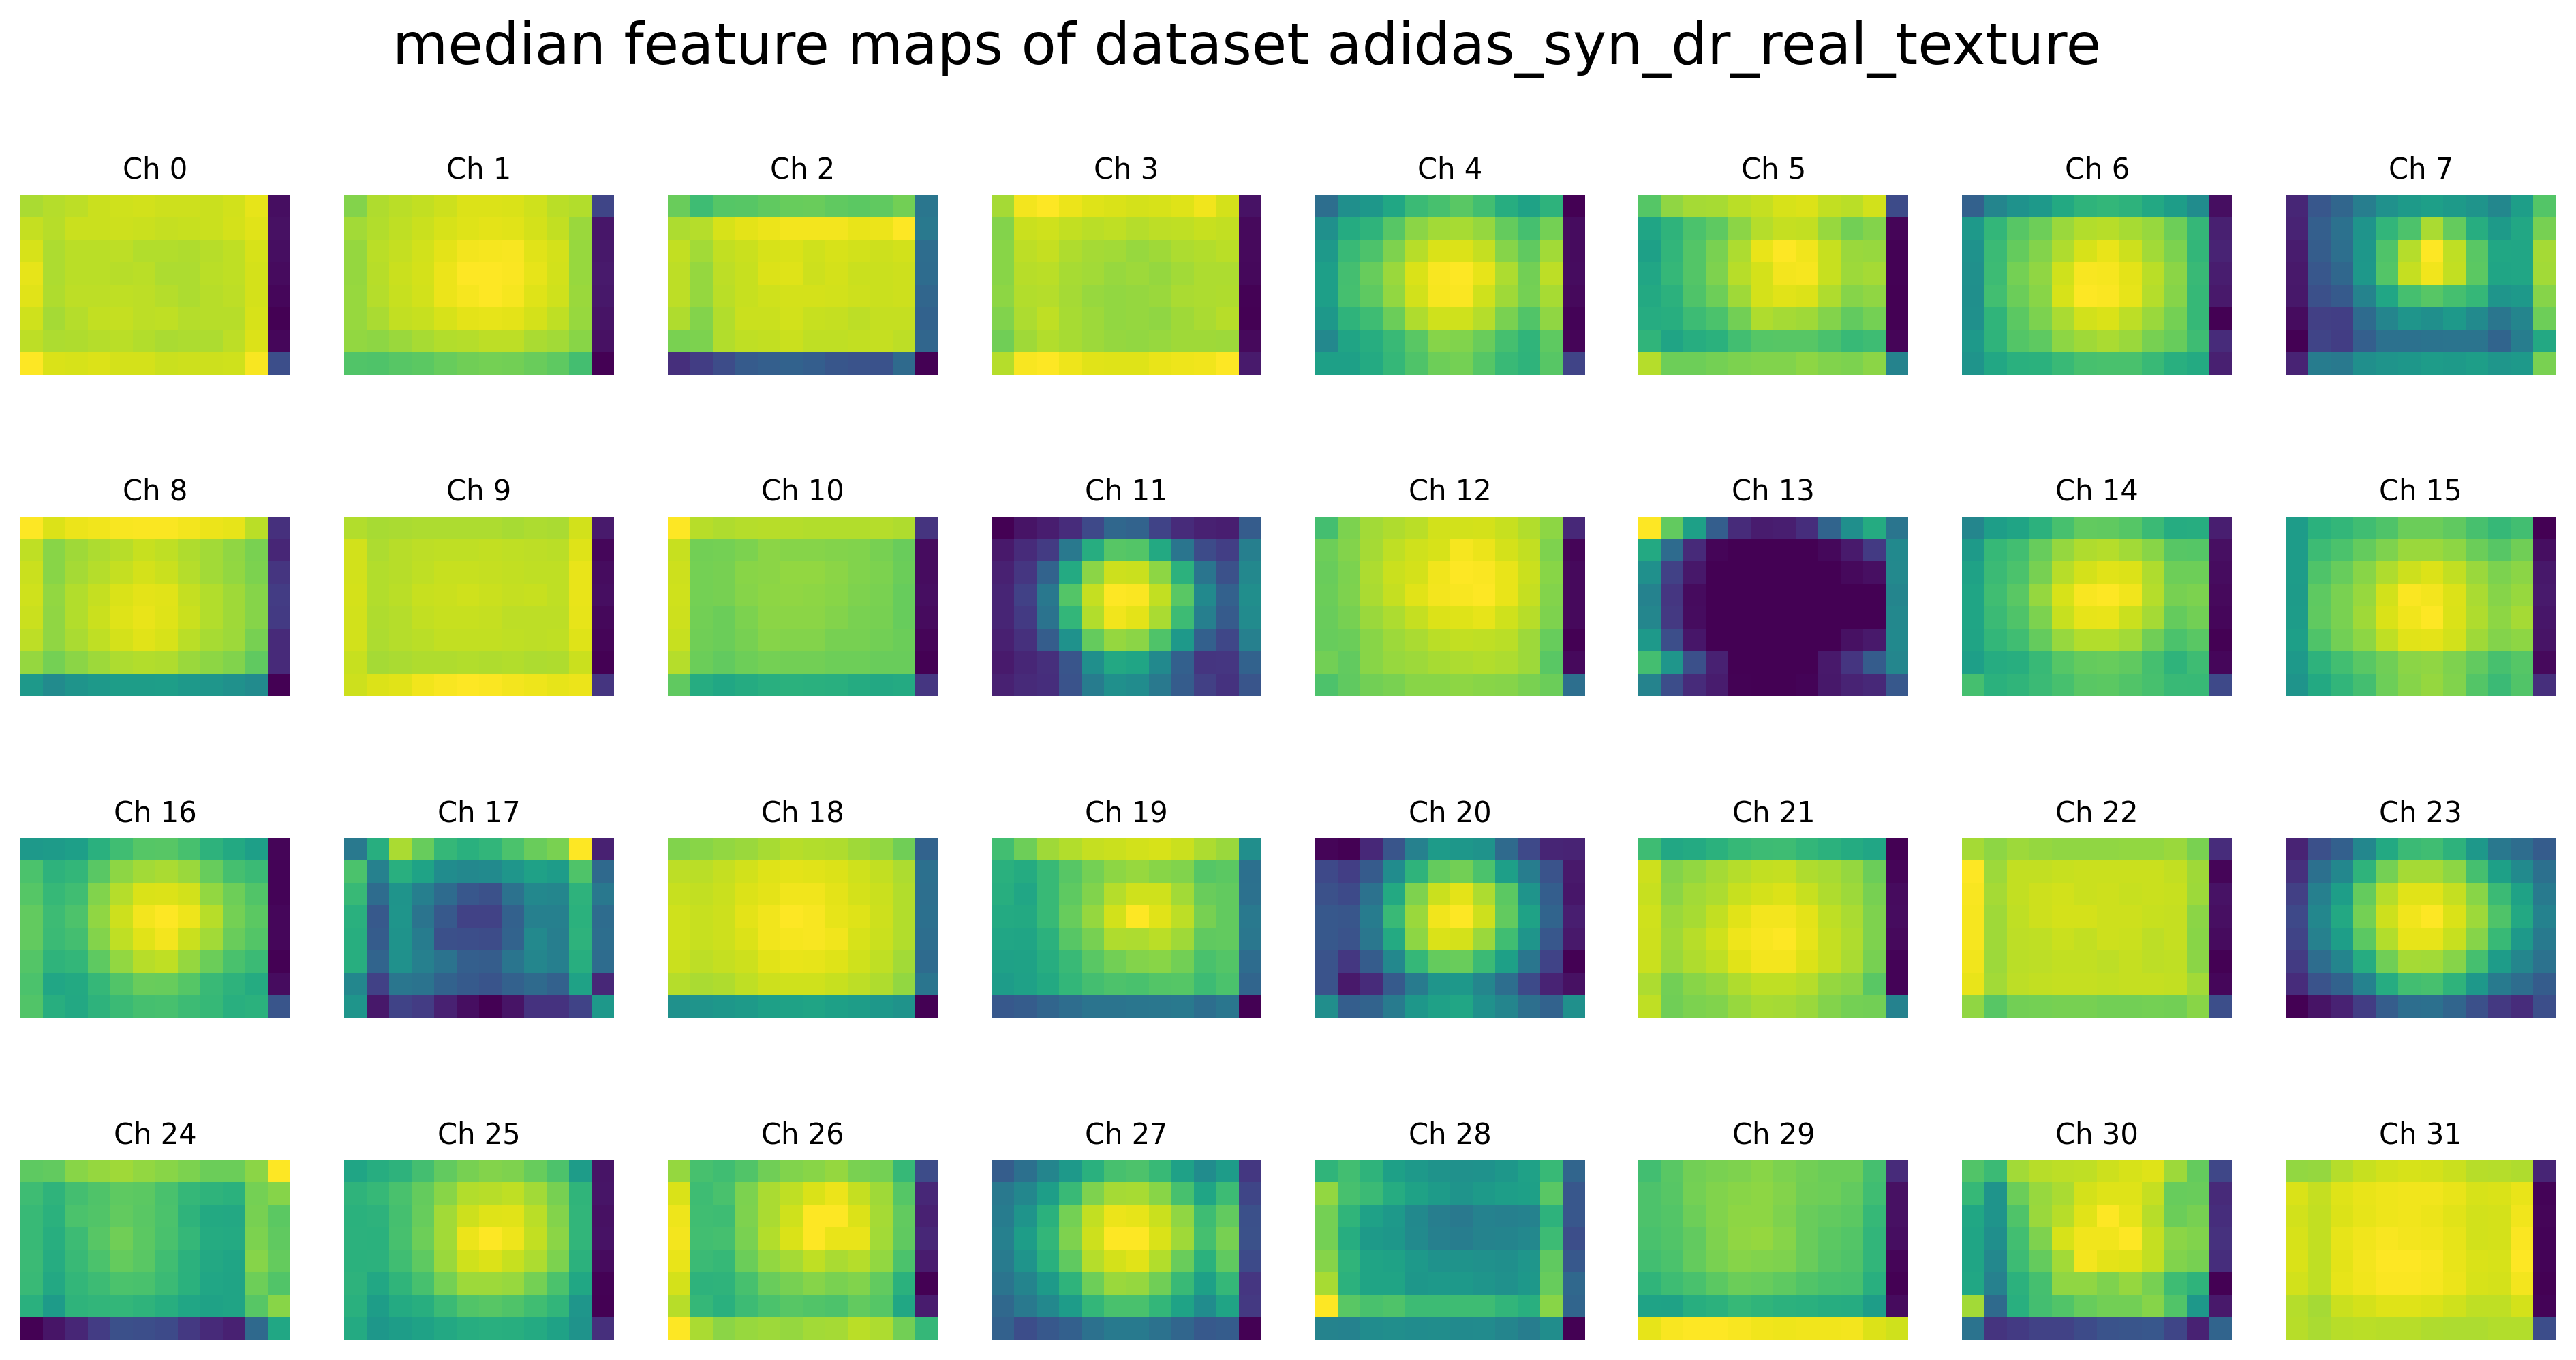 median feature maps of dataset adidas_syn_dr_real_texture
Ch 0 Ch 1 Ch 2 Ch 3 Ch 4 Ch 5 Ch 6 Ch 7
Ch 8 Ch 9 Ch 10 Ch 11 Ch 12 Ch 13 Ch 14 Ch 15
Ch 16 Ch 17 Ch 18 Ch 19 Ch 20 Ch 21 Ch 22 Ch 23
Ch 24 Ch 25 Ch 26 Ch 27 Ch 28 Ch 29 Ch 30 Ch 31